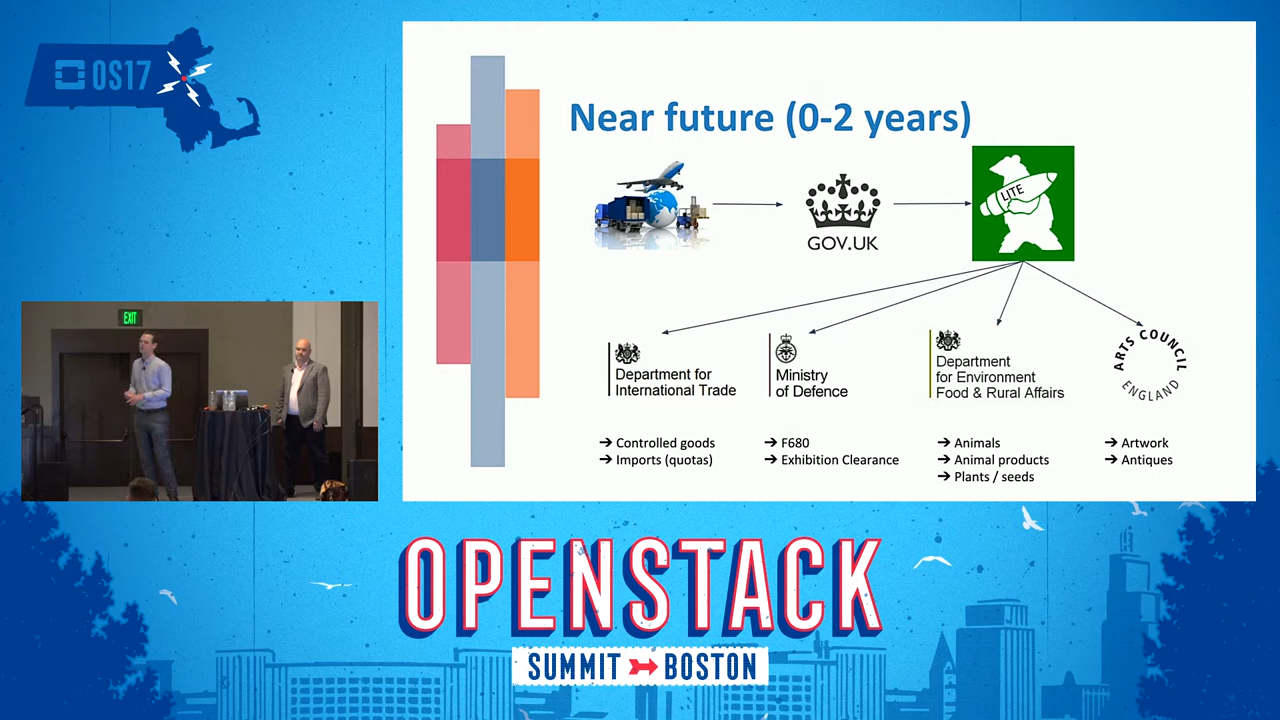 OS17
Near future (0-2 years)
GOV.UK
LITE
Department for
International Trade
Ministry
of Defence
Department
for Environment
Food & Rural Affairs
ARTS COUNCIL
ENGLAND
➔ Controlled goods
➔ Imports (quotas)
➔ F680
➔ Exhibition Clearance
➔ Animals
➔ Animal products
➔ Plants / seeds
➔ Artwork
➔ Antiques
EXIT
OPENSTACK
SUMMIT BOSTON